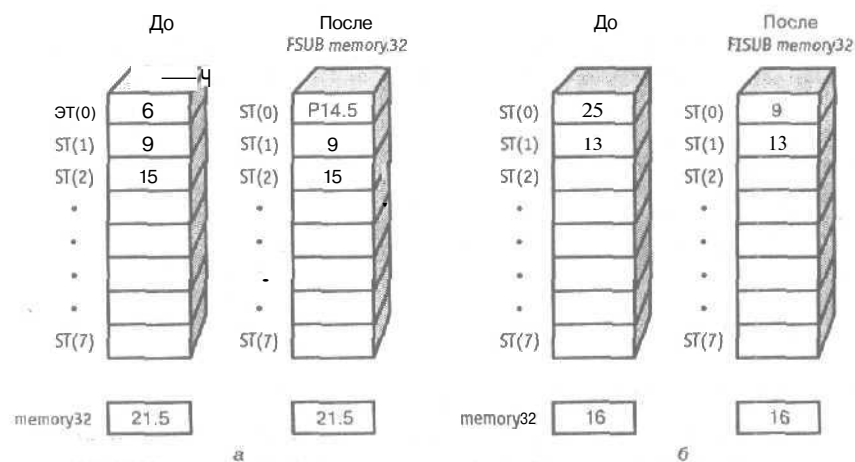 До После До После
FSUB memory.32 FISUB memory32
——Ч
ЭТ(0) 6 ST(0) P14.5 ST(0) 25 ST(0) 9
ST(1) 9 ST(1) 9 ST(1) 13 ST(1) 13
ST(2) 15 ST(2) 15 ST(2) ST(2)
ST(7) ST(7) ST(7) ST(7)
memory32 21.5 21.5 memory32 16 16
а б